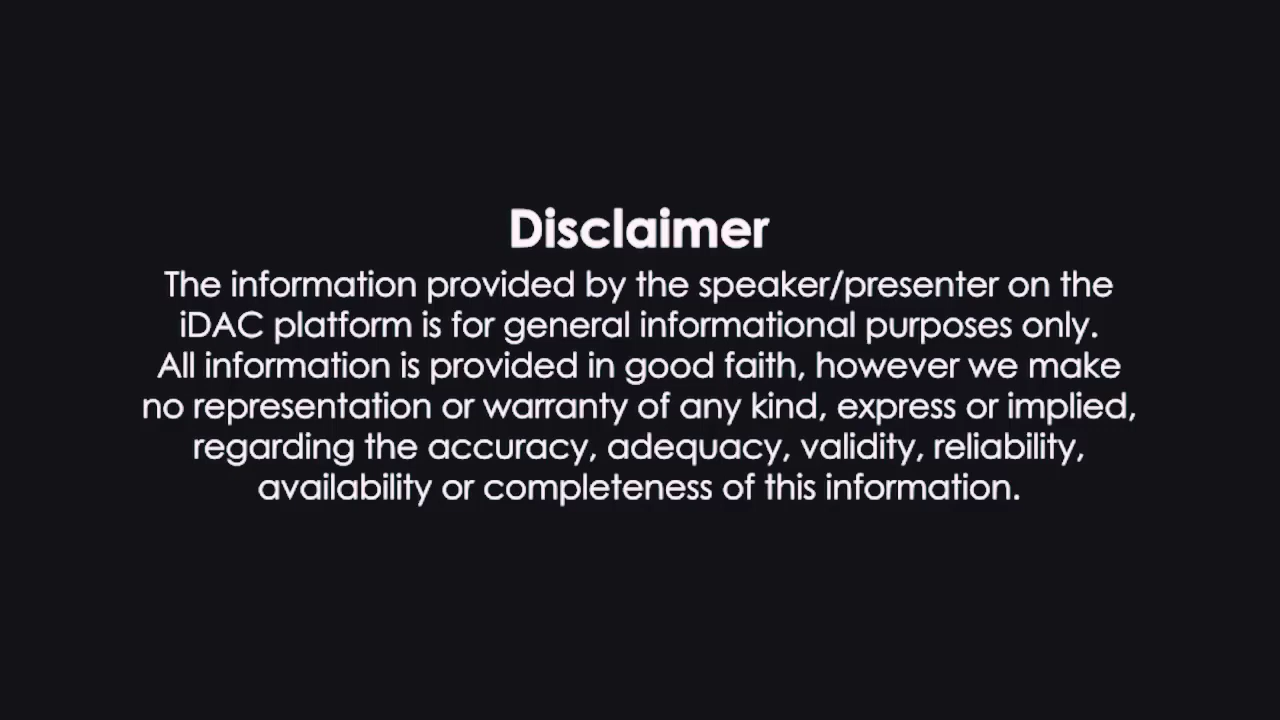 Disclaimer
The information provided by the speaker/presenter on the
iDAC platform is for general informational purposes only.
All information is provided in good faith, however we make
no representation or warranty of any kind, express or implied,
regarding the accuracy, adequacy, validity, reliability,
availability or completeness of this information.